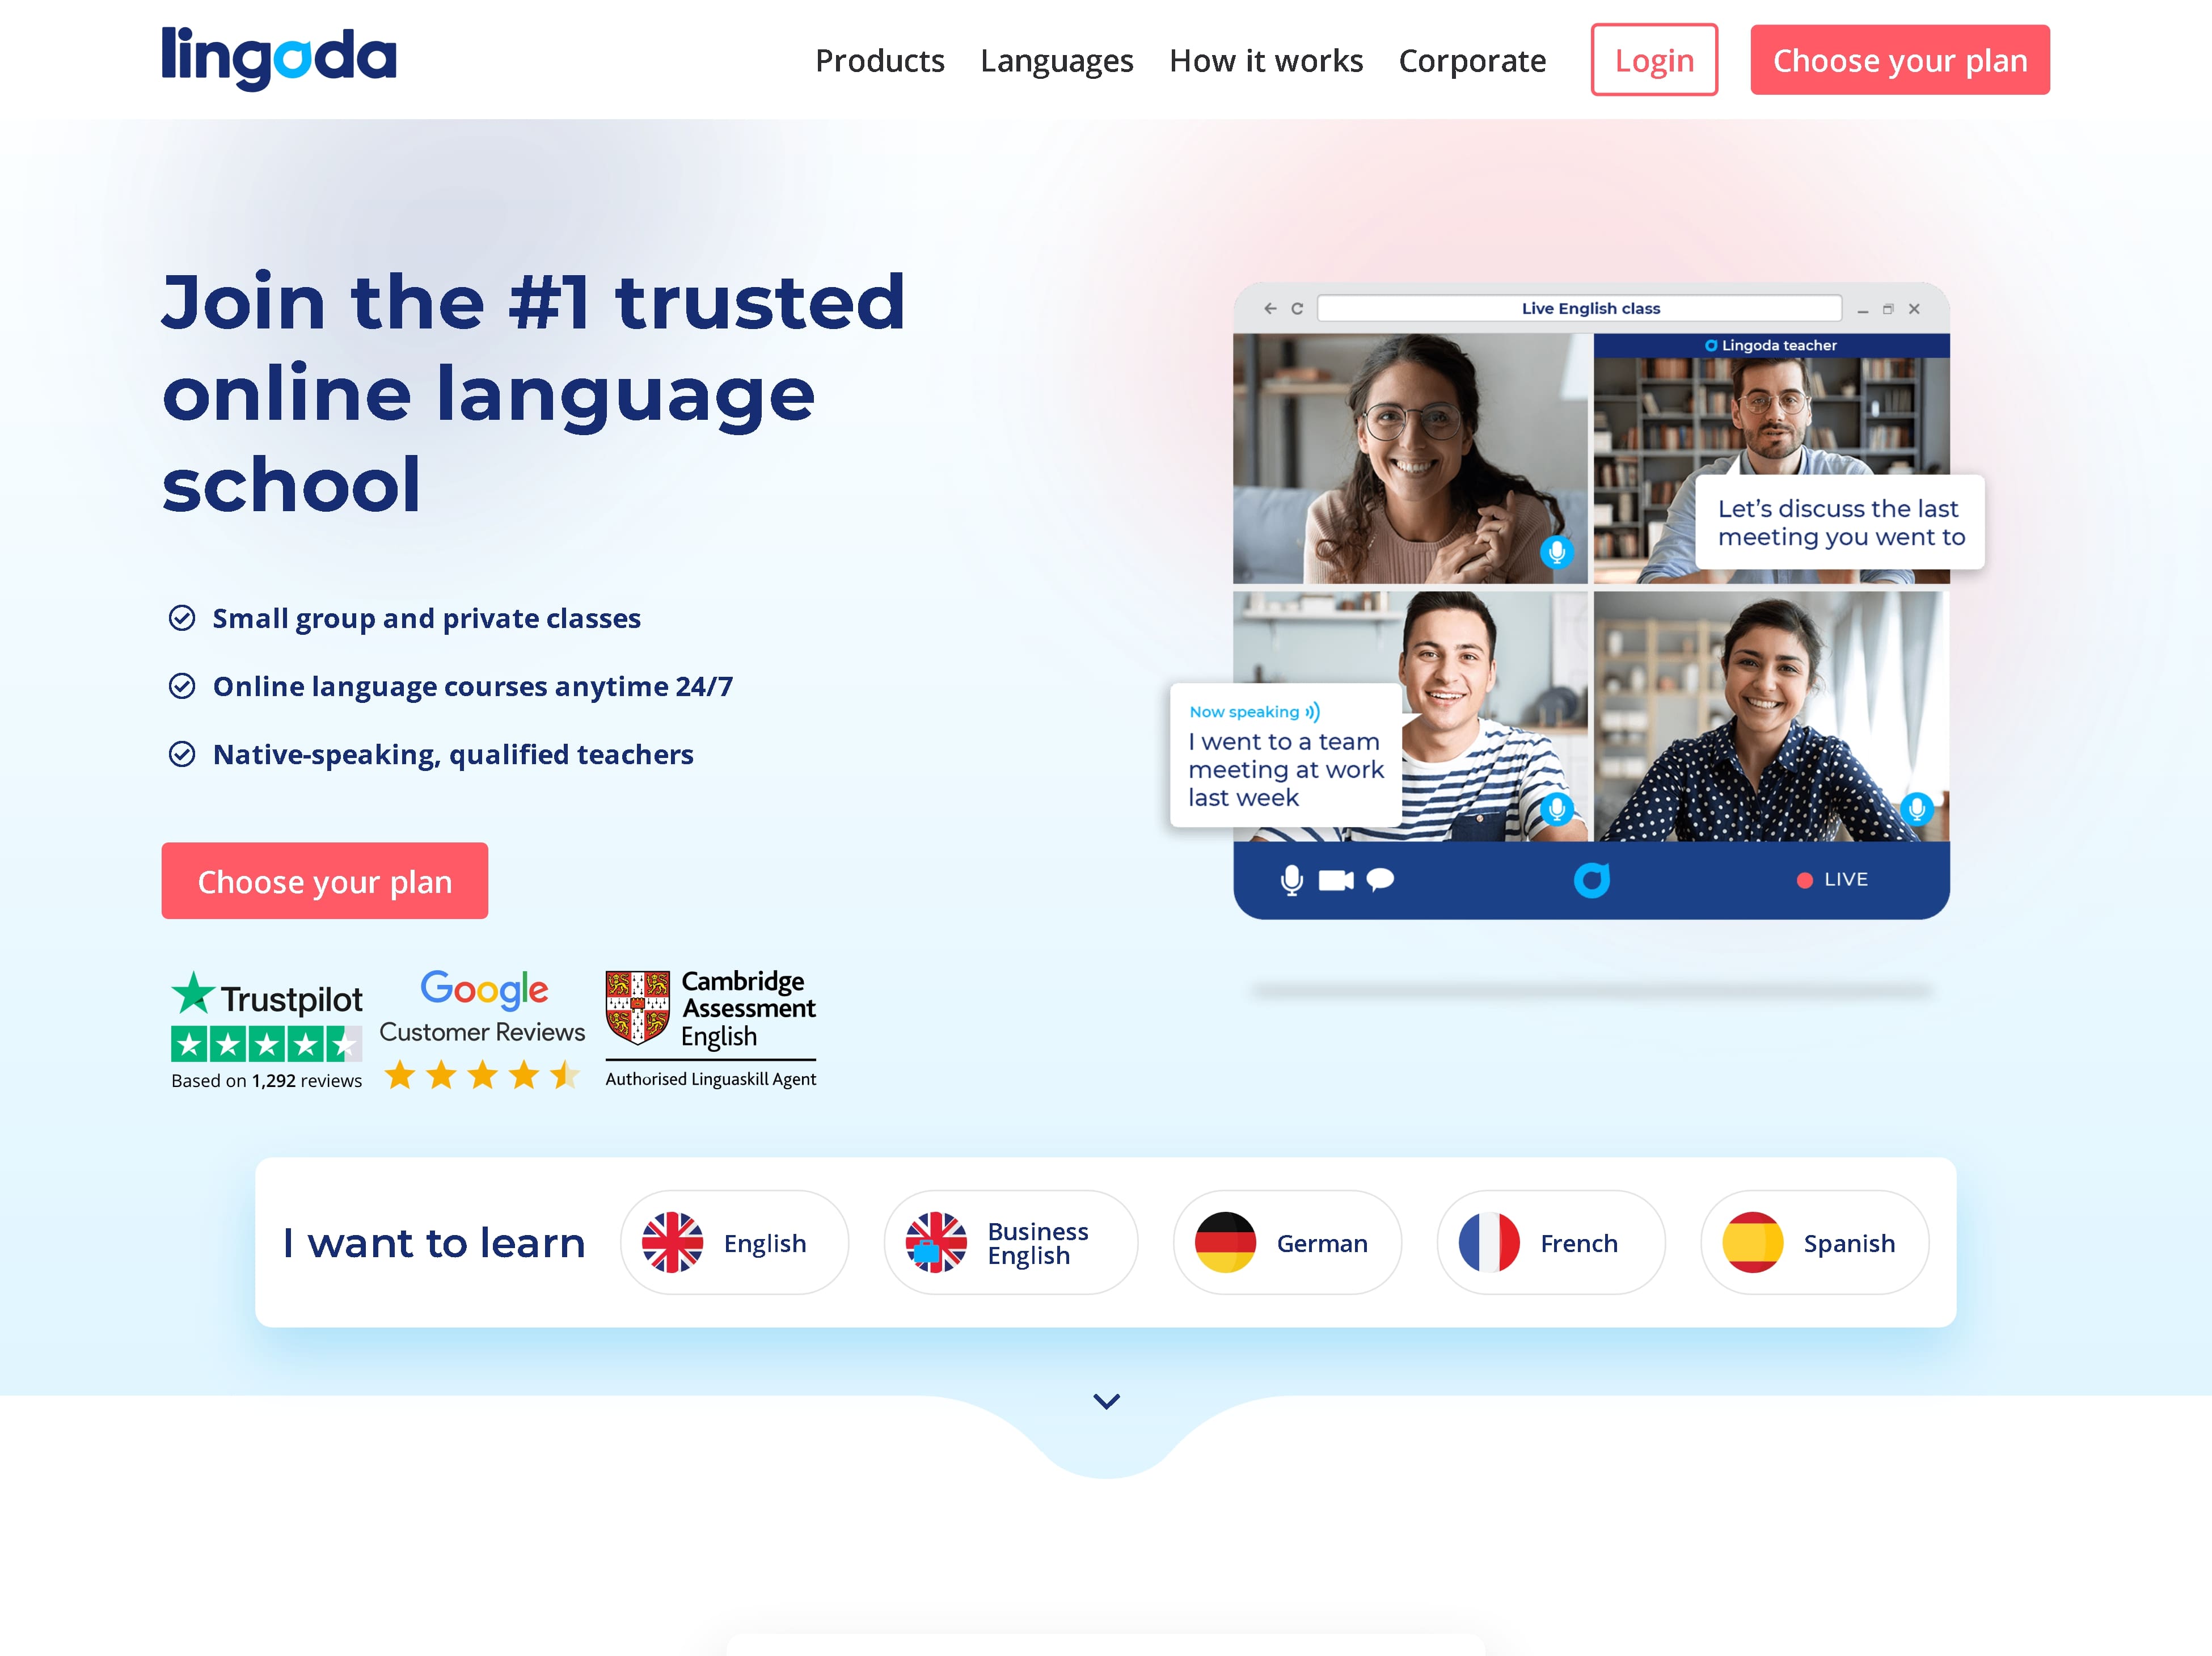 lingoda
Products
Languages
How it works
Corporate
Login
Choose your plan
Join the #1 trusted
online language
school
Small group and private classes
Online language courses anytime 24/7
Native-speaking, qualified teachers
Choose your plan
Trustpilot
Based on 1,292 reviews
Google
Customer Reviews
Cambridge
Assessment
English
Authorised Linguaskill Agent
Live English class
Lingoda teacher
Let’s discuss the last
meeting you went to
Now speaking
I went to a team
meeting at work
last week
LIVE
I want to learn
English
Business
English
German
French
Spanish